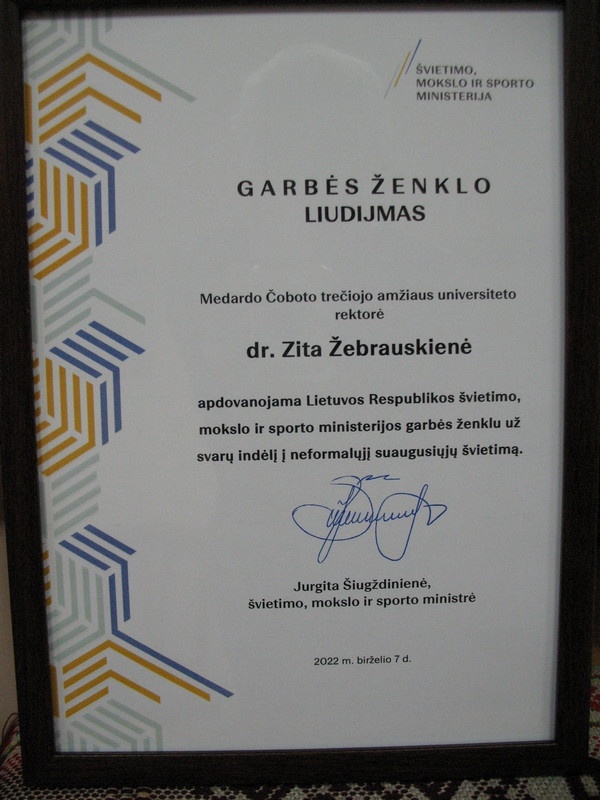 ŠVIETIMO,
MOKSLO IR SPORTO
MINISTERIJA
GARBĖS ŽENKLO
LIUDIJMAS
Medardo Čoboto trečiojo amžiaus universiteto
rektorė
dr. Zita Žebrauskienė
apdovanojama Lietuvos Respublikos švietimo,
mokslo ir sporto ministerijos garbės ženklu už
svarų indėlį į neformalųjį suaugusiųjų švietimą.
Jurgita Šiugždinienė,
švietimo, mokslo ir sporto ministrė
2022 m. birželio 7 d.